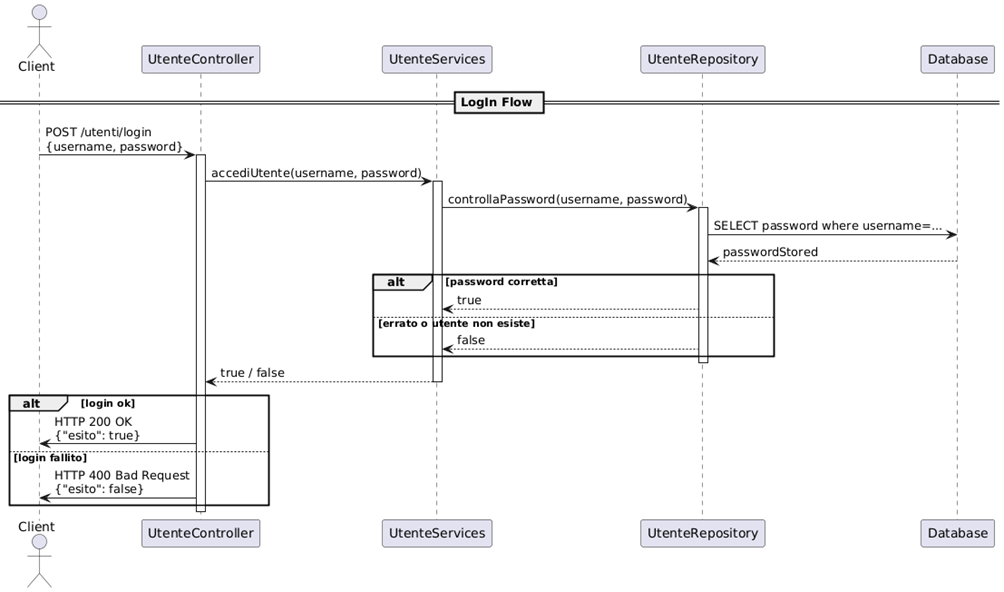 Client
UtenteController
UtenteServices
UtenteRepository
Database
LogIn Flow
POST /utenti/login
{username, password}
accediUtente(username, password)
controllaPassword(username, password)
SELECT password where username=...
passwordStored
alt
[password corretta]
true
[errato o utente non esiste]
false
true / false
alt
[login ok]
HTTP 200 OK
{"esito": true}
[login fallito]
HTTP 400 Bad Request
{"esito": false}
Client
UtenteController
UtenteServices
UtenteRepository
Database